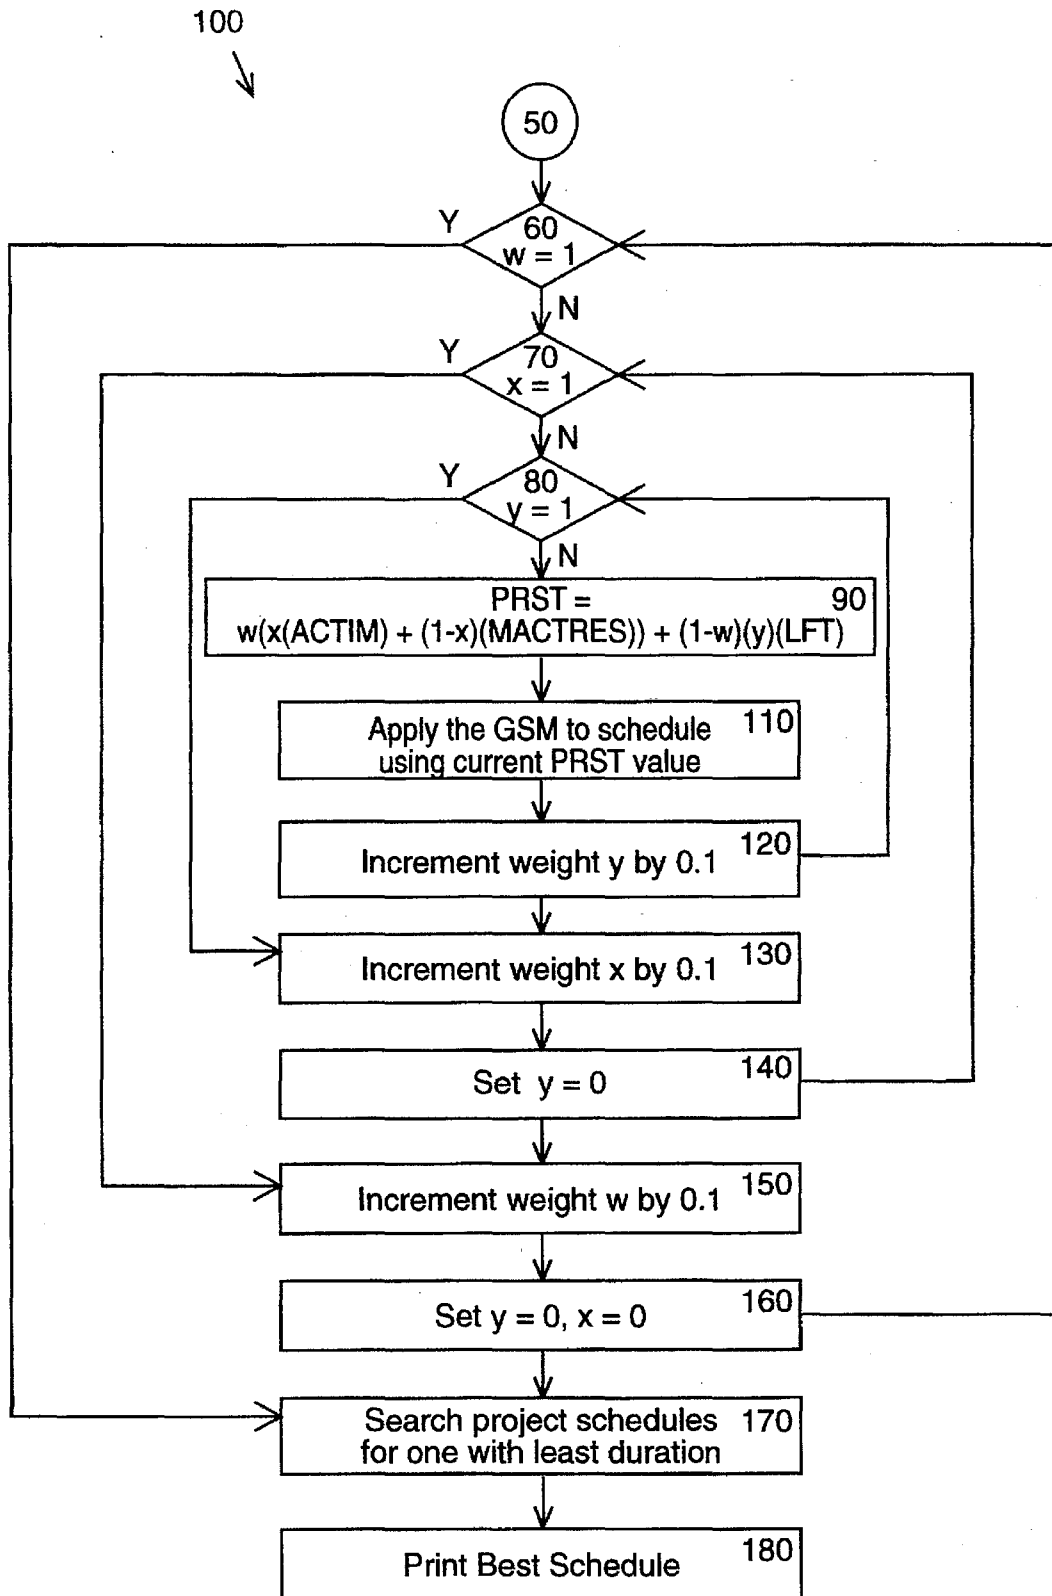 100
50
Y
60
w = 1
N
Y
70
x = 1
N
Y
80
y = 1
N
PRST = 90
w(x(ACTIM) + (1-x)(MACTRES)) + (1-w)(y)(LFT)
Apply the GSM to schedule 110
using current PRST value
Increment weight y by 0.1 120
Increment weight x by 0.1 130
Set y = 0 140
Increment weight w by 0.1 150
Set y = 0, x = 0 160
Search project schedules 170
for one with least duration
Print Best Schedule 180